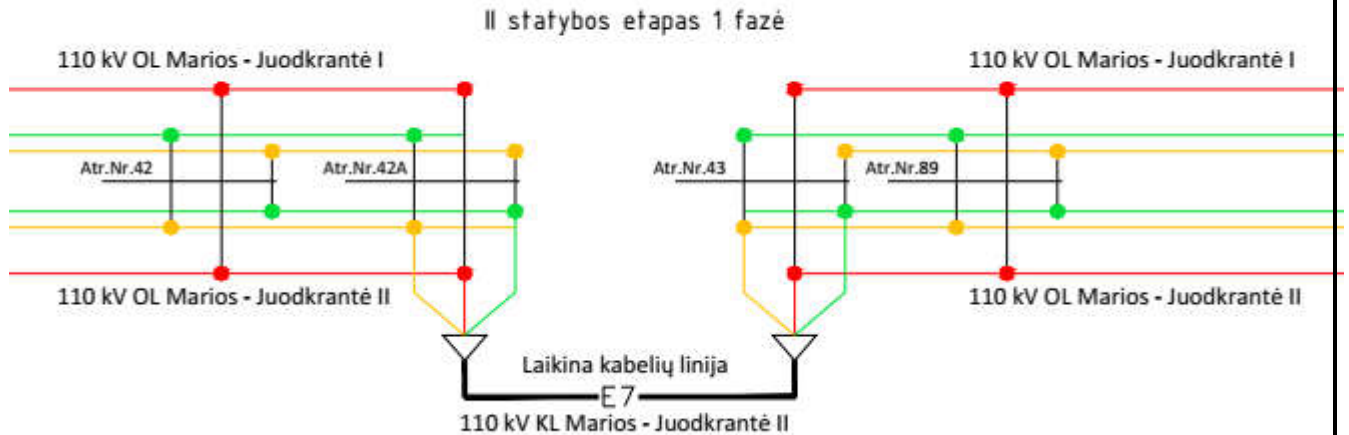 II statybos etapas 1 fazė
110 kV OL Marios - Juodkrantė I
110 kV OL Marios - Juodkrantė I
Atr.Nr.42
Atr.Nr.42A
Atr.Nr.43
Atr.Nr.89
110 kV OL Marios - Juodkrantė II
110 kV OL Marios - Juodkrantė II
Laikina kabelių linija
E7
110 kV KL Marios - Juodkrantė II